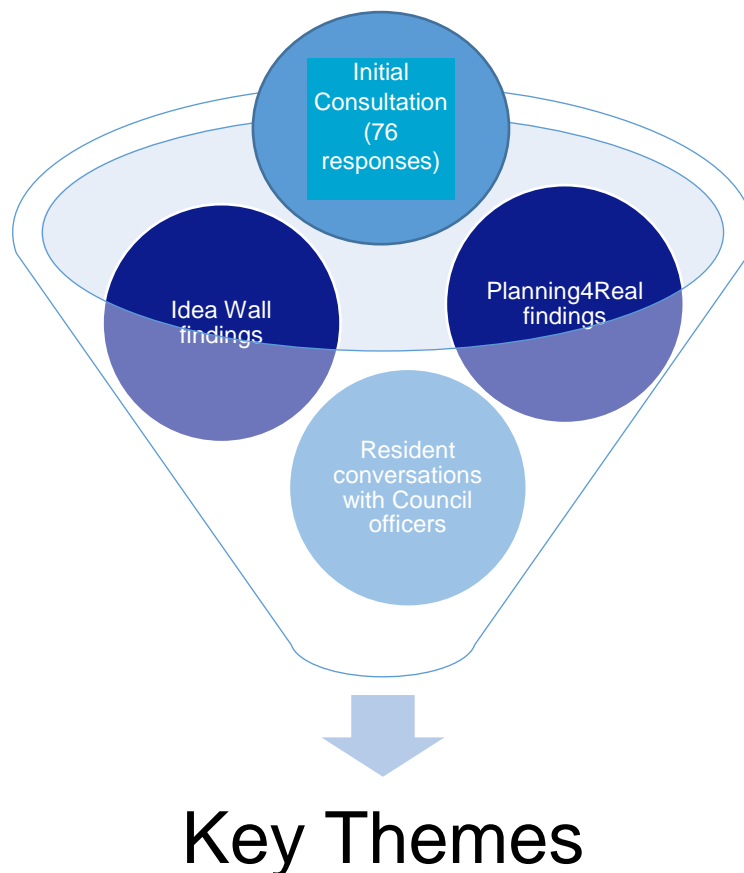 Initial
Consultation
(76
responses)
Idea Wall
findings
Planning4Real
findings
Resident
conversations
with Council
officers
Key Themes